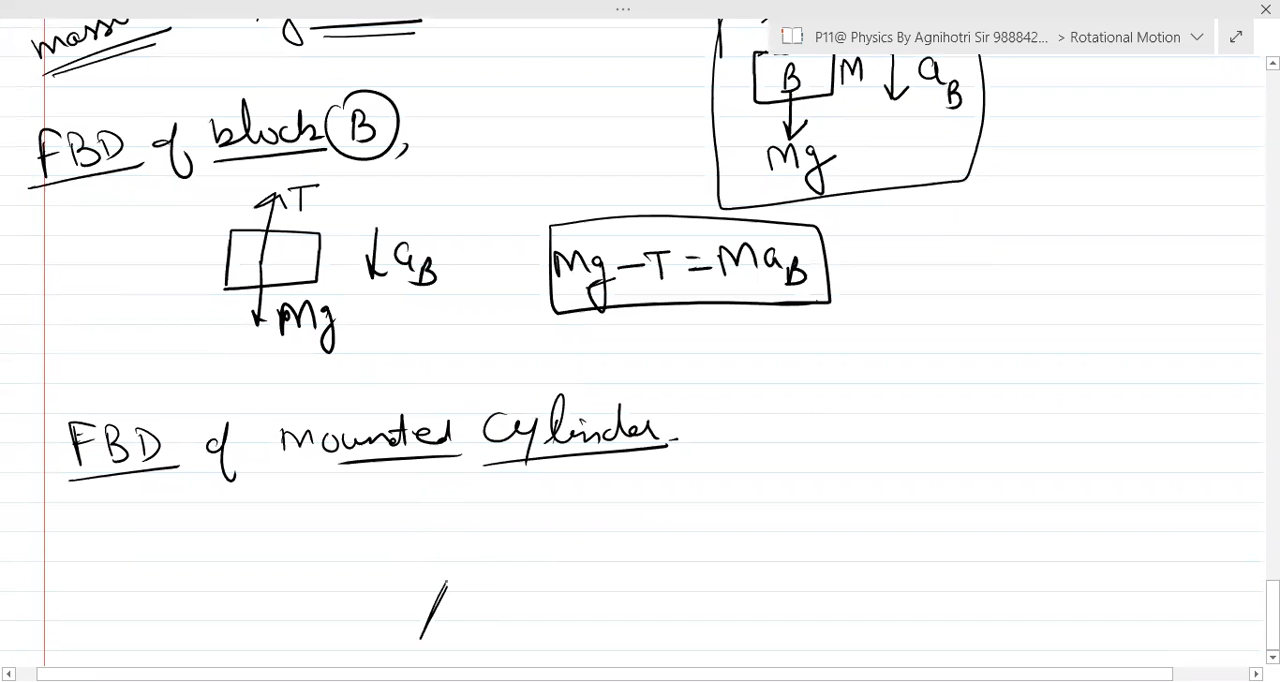 P11@ Physics By Agnihotri Sir 988842... > Rotational Motion
mass
B M a_B
Mg
FBD of block B,
T
a_B
Mg
Mg - T = Ma_B
FBD of mounted cylinder